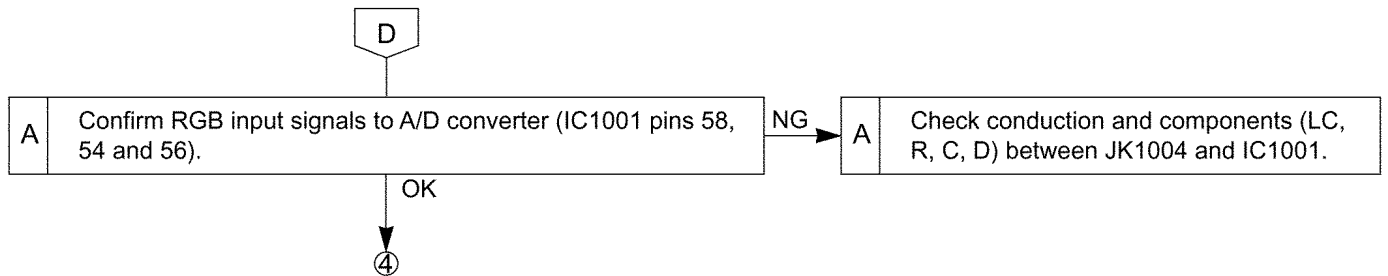 D
A
Confirm RGB input signals to A/D converter (IC1001 pins 58,
54 and 56).
NG
A
Check conduction and components (LC,
R, C, D) between JK1004 and IC1001.
OK
④